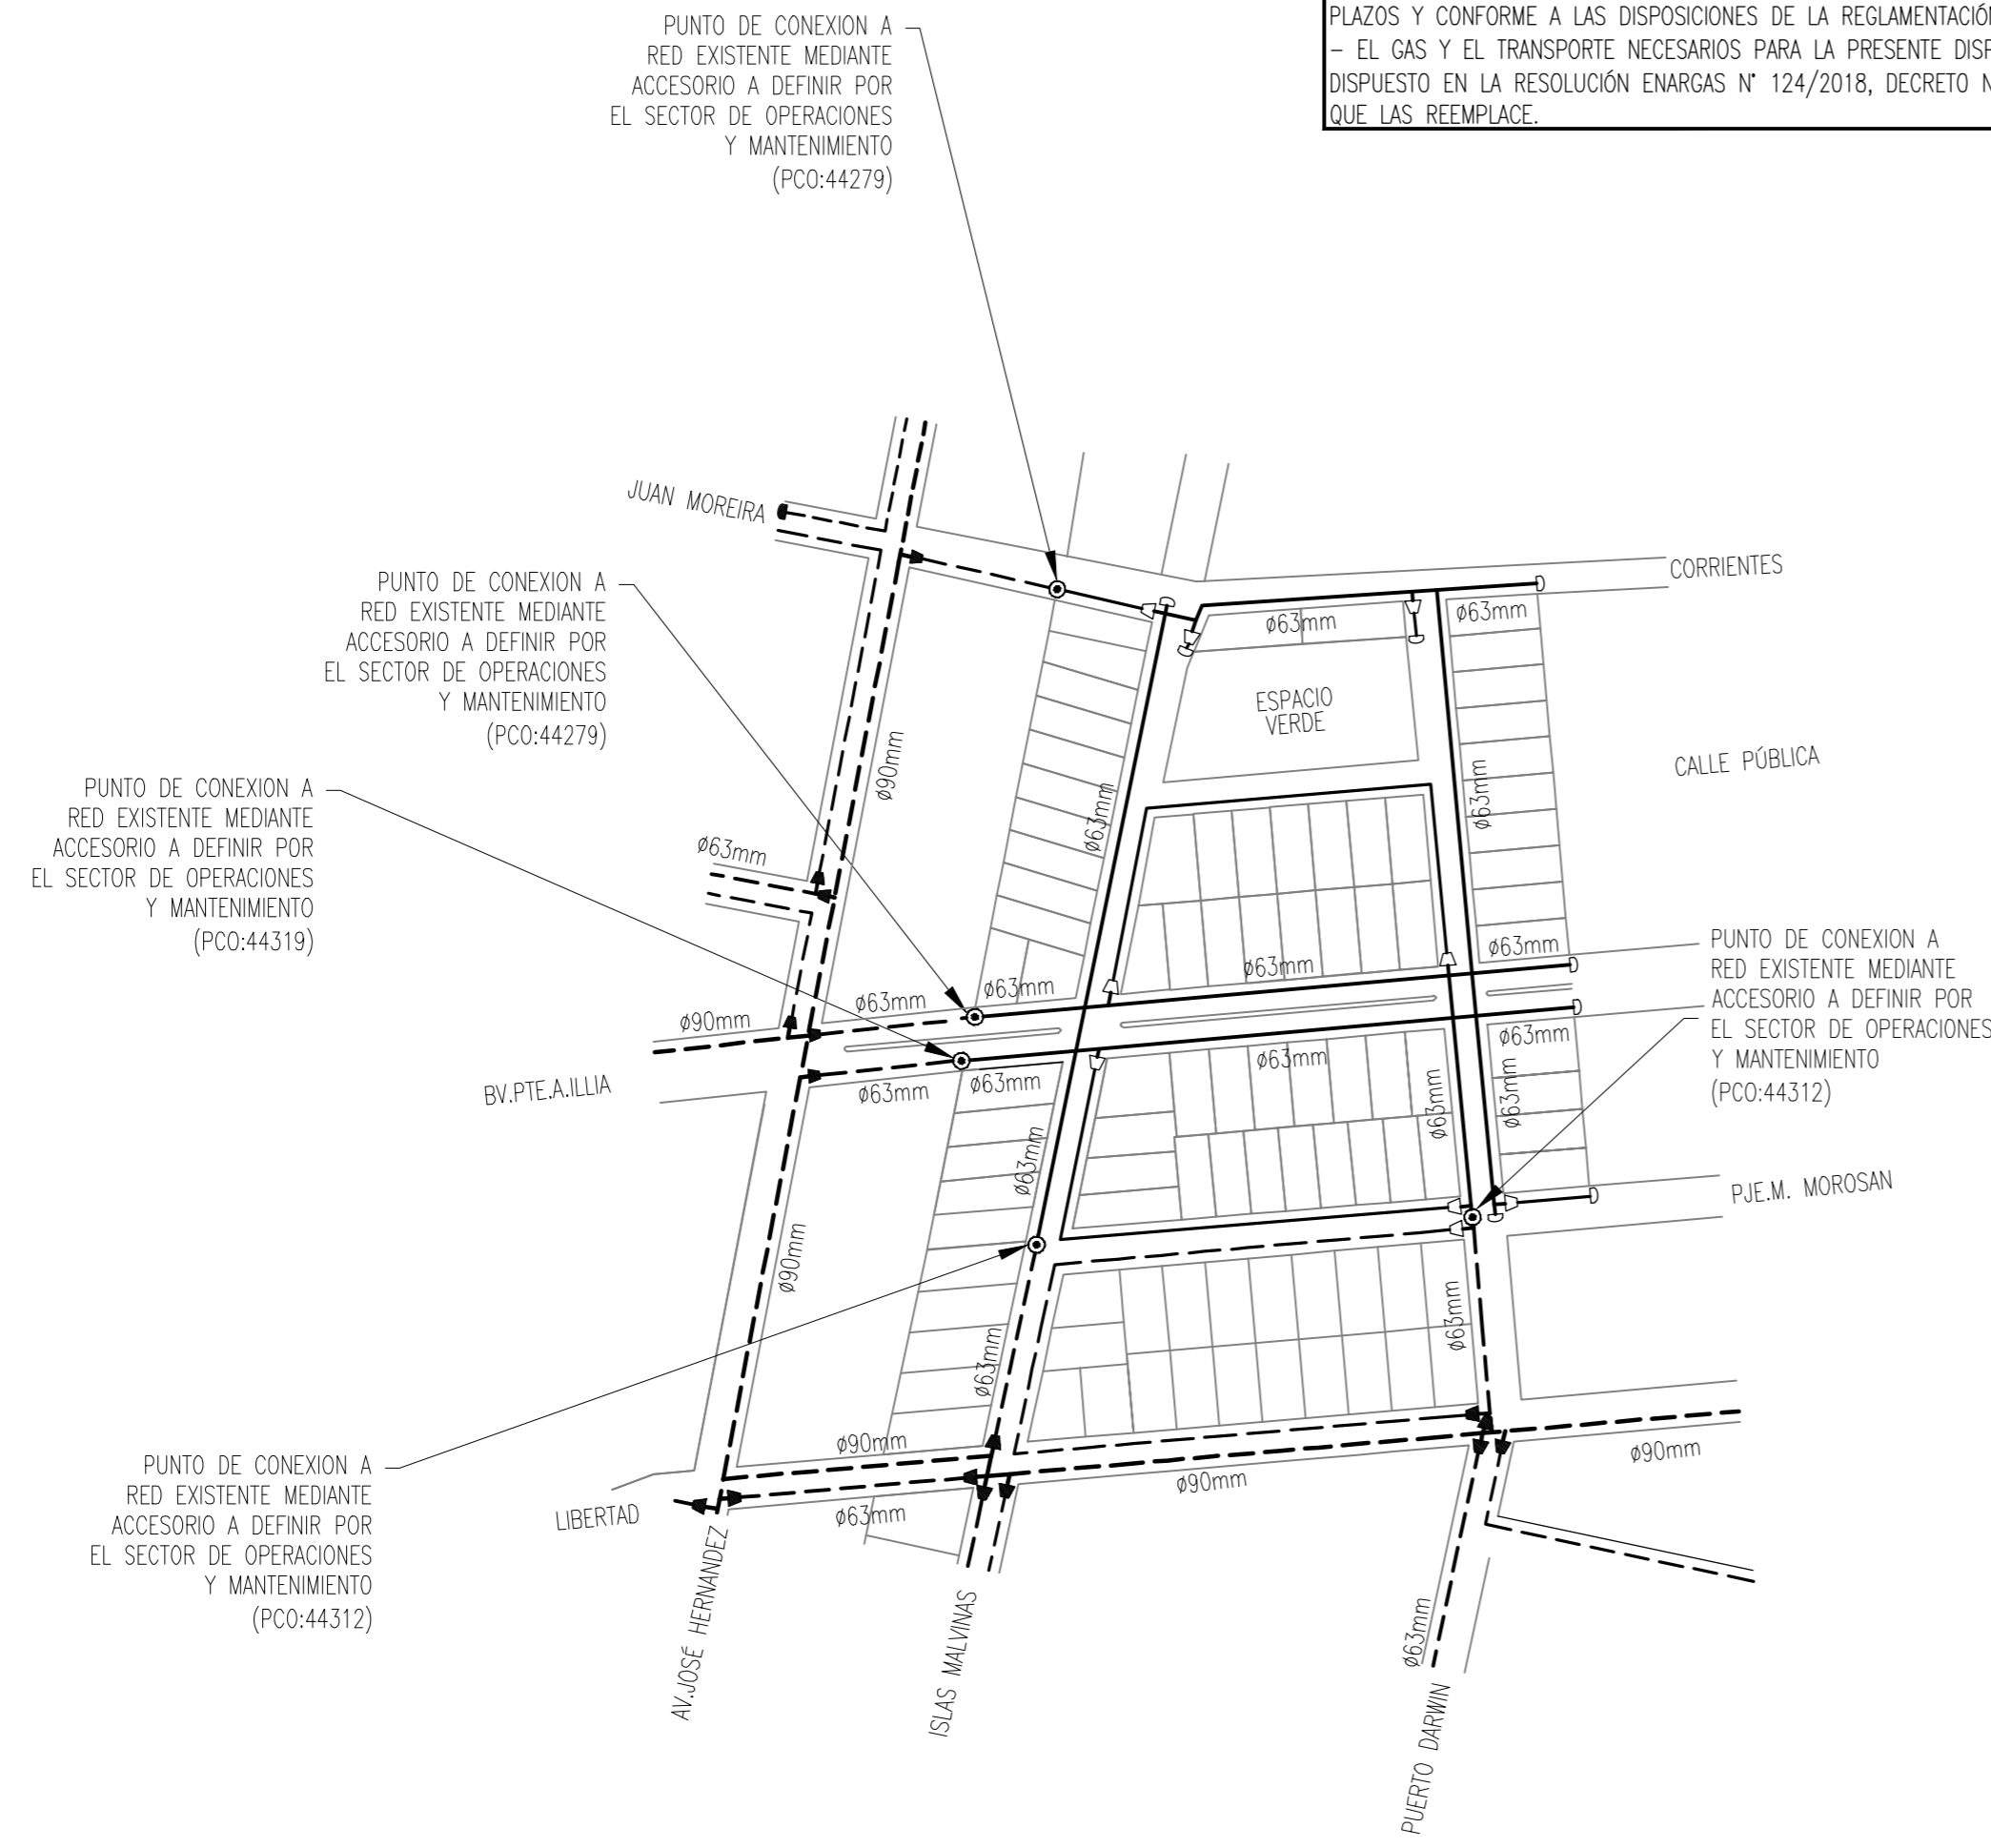 PLAZOS Y CONFORME A LAS DISPOSICIONES DE LA REGLAMENTACIÓN
– EL GAS Y EL TRANSPORTE NECESARIOS PARA LA PRESENTE
DISPUESTO EN LA RESOLUCIÓN ENARGAS N° 124/2018, DECRETO
QUE LAS REEMPLACE.
PUNTO DE CONEXION A
RED EXISTENTE MEDIANTE
ACCESORIO A DEFINIR POR
EL SECTOR DE OPERACIONES
Y MANTENIMIENTO
(PCO:44279)
JUAN MOREIRA
CORRIENTES
PUNTO DE CONEXION A
RED EXISTENTE MEDIANTE
ACCESORIO A DEFINIR POR
EL SECTOR DE OPERACIONES
Y MANTENIMIENTO
(PCO:44279)
ø63mm
ø63mm
ESPACIO
VERDE
ø90mm
ø63mm
ø63mm
CALLE PÚBLICA
PUNTO DE CONEXION A
RED EXISTENTE MEDIANTE
ACCESORIO A DEFINIR POR
EL SECTOR DE OPERACIONES
Y MANTENIMIENTO
(PCO:44319)
ø63mm
PUNTO DE CONEXION A
RED EXISTENTE MEDIANTE
ACCESORIO A DEFINIR POR
EL SECTOR DE OPERACIONES
Y MANTENIMIENTO
(PCO:44312)
ø90mm
ø63mm
ø63mm
ø63mm
ø63mm
BV.PTE.A.ILLIA
ø63mm
ø63mm
ø63mm
ø63mm
ø63mm
ø63mm
ø63mm
PJE.M. MOROSAN
ø90mm
ø63mm
ø63mm
PUNTO DE CONEXION A
RED EXISTENTE MEDIANTE
ACCESORIO A DEFINIR POR
EL SECTOR DE OPERACIONES
Y MANTENIMIENTO
(PCO:44312)
ø90mm
ø90mm
ø90mm
ø63mm
LIBERTAD
AV.JOSÉ HERNANDEZ
ISLAS MALVINAS
ø63mm
PUERTO DARWIN